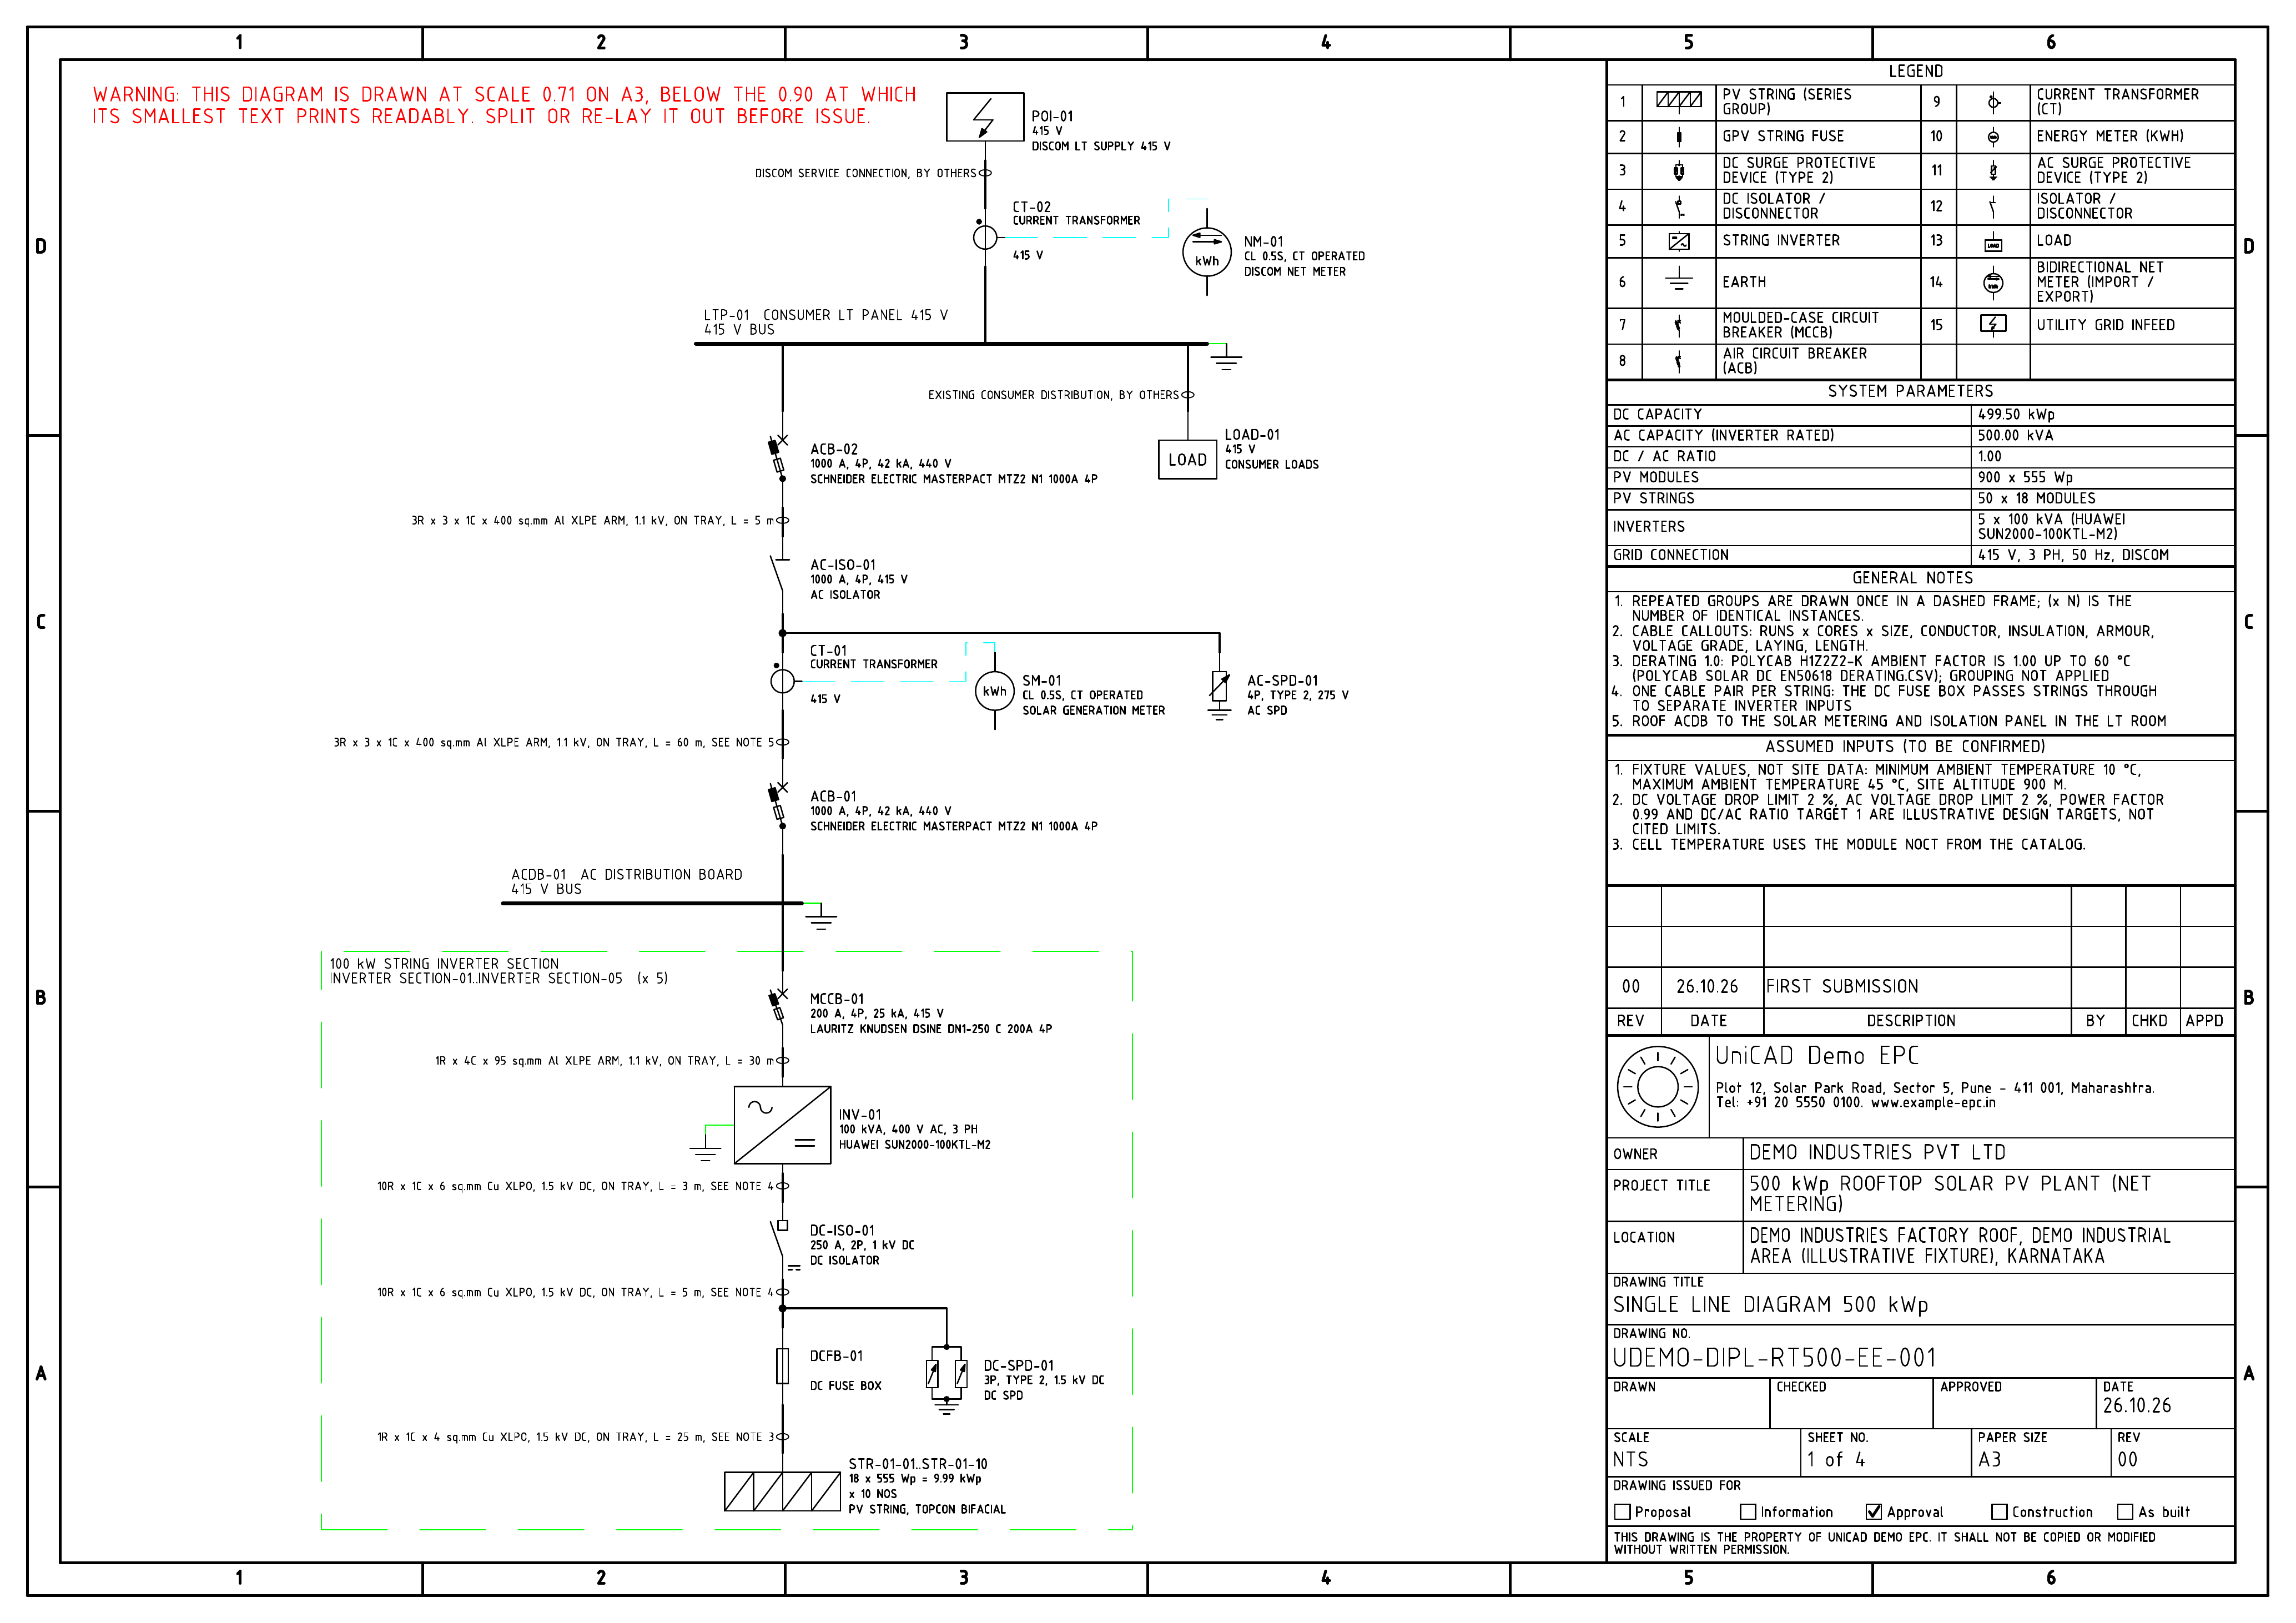 1 2 3 4 5 6
WARNING: THIS DIAGRAM IS DRAWN AT SCALE 0.71 ON A3, BELOW THE 0.90 AT WHICH
ITS SMALLEST TEXT PRINTS READABLY. SPLIT OR RE-LAY IT OUT BEFORE ISSUE.
POI-01
415 V
DISCOM LT SUPPLY 415 V
DISCOM SERVICE CONNECTION, BY OTHERS
CT-02
CURRENT TRANSFORMER
415 V
kWh
NM-01
CL 0.5S, CT OPERATED
DISCOM NET METER
LTP-01 CONSUMER LT PANEL 415 V
415 V BUS
EXISTING CONSUMER DISTRIBUTION, BY OTHERS
LOAD
LOAD-01
415 V
CONSUMER LOADS
ACB-02
1000 A, 4P, 42 kA, 440 V
SCHNEIDER ELECTRIC MASTERPACT MTZ2 N1 1000A 4P
3R x 3 x 1C x 400 sq.mm Al XLPE ARM, 1.1 kV, ON TRAY, L = 5 m
AC-ISO-01
1000 A, 4P, 415 V
AC ISOLATOR
CT-01
CURRENT TRANSFORMER
415 V
kWh
SM-01
CL 0.5S, CT OPERATED
SOLAR GENERATION METER
AC-SPD-01
4P, TYPE 2, 275 V
AC SPD
3R x 3 x 1C x 400 sq.mm Al XLPE ARM, 1.1 kV, ON TRAY, L = 60 m, SEE NOTE 5
ACB-01
1000 A, 4P, 42 kA, 440 V
SCHNEIDER ELECTRIC MASTERPACT MTZ2 N1 1000A 4P
ACDB-01 AC DISTRIBUTION BOARD
415 V BUS
100 kW STRING INVERTER SECTION
INVERTER SECTION-01..INVERTER SECTION-05 (x 5)
MCCB-01
200 A, 4P, 25 kA, 415 V
LAURITZ KNUDSEN DSINE DN1-250 C 200A 4P
1R x 4C x 95 sq.mm Al XLPE ARM, 1.1 kV, ON TRAY, L = 30 m
INV-01
100 kVA, 400 V AC, 3 PH
HUAWEI SUN2000-100KTL-M2
10R x 1C x 6 sq.mm Cu XLPO, 1.5 kV DC, ON TRAY, L = 3 m, SEE NOTE 4
DC-ISO-01
250 A, 2P, 1 kV DC
DC ISOLATOR
10R x 1C x 6 sq.mm Cu XLPO, 1.5 kV DC, ON TRAY, L = 5 m, SEE NOTE 4
DCFB-01
DC FUSE BOX
DC-SPD-01
3P, TYPE 2, 1.5 kV DC
DC SPD
1R x 1C x 4 sq.mm Cu XLPO, 1.5 kV DC, ON TRAY, L = 25 m, SEE NOTE 3
STR-01-01..STR-01-10
18 x 555 Wp = 9.99 kWp
x 10 NOS
PV STRING, TOPCON BIFACIAL
D
C
B
A
LEGEND
1 PV STRING (SERIES
GROUP)
9 CURRENT TRANSFORMER
(CT)
2 GPV STRING FUSE
10 ENERGY METER (KWH)
3 DC SURGE PROTECTIVE
DEVICE (TYPE 2)
11 AC SURGE PROTECTIVE
DEVICE (TYPE 2)
4 DC ISOLATOR /
DISCONNECTOR
12 ISOLATOR /
DISCONNECTOR
5 STRING INVERTER
13 LOAD LOAD
6 EARTH
14 BIDIRECTIONAL NET
METER (IMPORT /
EXPORT)
7 MOULDED-CASE CIRCUIT
BREAKER (MCCB)
15 UTILITY GRID INFEED
8 AIR CIRCUIT BREAKER
(ACB)
SYSTEM PARAMETERS
DC CAPACITY 499.50 kWp
AC CAPACITY (INVERTER RATED) 500.00 kVA
DC / AC RATIO 1.00
PV MODULES 900 x 555 Wp
PV STRINGS 50 x 18 MODULES
INVERTERS 5 x 100 kVA (HUAWEI
SUN2000-100KTL-M2)
GRID CONNECTION 415 V, 3 PH, 50 Hz, DISCOM
GENERAL NOTES
1. REPEATED GROUPS ARE DRAWN ONCE IN A DASHED FRAME; (x N) IS THE
NUMBER OF IDENTICAL INSTANCES.
2. CABLE CALLOUTS: RUNS x CORES x SIZE, CONDUCTOR, INSULATION, ARMOUR,
VOLTAGE GRADE, LAYING, LENGTH.
3. DERATING 1.0: POLYCAB H1Z2Z2-K AMBIENT FACTOR IS 1.00 UP TO 60 °C
(POLYCAB SOLAR DC EN50618 DERATING.CSV); GROUPING NOT APPLIED
4. ONE CABLE PAIR PER STRING: THE DC FUSE BOX PASSES STRINGS THROUGH
TO SEPARATE INVERTER INPUTS
5. ROOF ACDB TO THE SOLAR METERING AND ISOLATION PANEL IN THE LT ROOM
ASSUMED INPUTS (TO BE CONFIRMED)
1. FIXTURE VALUES, NOT SITE DATA: MINIMUM AMBIENT TEMPERATURE 10 °C,
MAXIMUM AMBIENT TEMPERATURE 45 °C, SITE ALTITUDE 900 M.
2. DC VOLTAGE DROP LIMIT 2 %, AC VOLTAGE DROP LIMIT 2 %, POWER FACTOR
0.99 AND DC/AC RATIO TARGET 1 ARE ILLUSTRATIVE DESIGN TARGETS, NOT
CITED LIMITS.
3. CELL TEMPERATURE USES THE MODULE NOCT FROM THE CATALOG.
00 26.10.26 FIRST SUBMISSION
REV DATE DESCRIPTION BY CHKD APPD
UniCAD Demo EPC
Plot 12, Solar Park Road, Sector 5, Pune - 411 001, Maharashtra.
Tel: +91 20 5550 0100. www.example-epc.in
OWNER DEMO INDUSTRIES PVT LTD
PROJECT TITLE 500 kWp ROOFTOP SOLAR PV PLANT (NET
METERING)
LOCATION DEMO INDUSTRIES FACTORY ROOF, DEMO INDUSTRIAL
AREA (ILLUSTRATIVE FIXTURE), KARNATAKA
DRAWING TITLE
SINGLE LINE DIAGRAM 500 kWp
DRAWING NO.
UDEMO-DIPL-RT500-EE-001
DRAWN CHECKED APPROVED DATE
26.10.26
SCALE SHEET NO. PAPER SIZE REV
NTS 1 of 4 A3 00
DRAWING ISSUED FOR
Proposal Information Approval Construction As built
THIS DRAWING IS THE PROPERTY OF UNICAD DEMO EPC. IT SHALL NOT BE COPIED OR MODIFIED
WITHOUT WRITTEN PERMISSION.
D
C
B
A
1 2 3 4 5 6